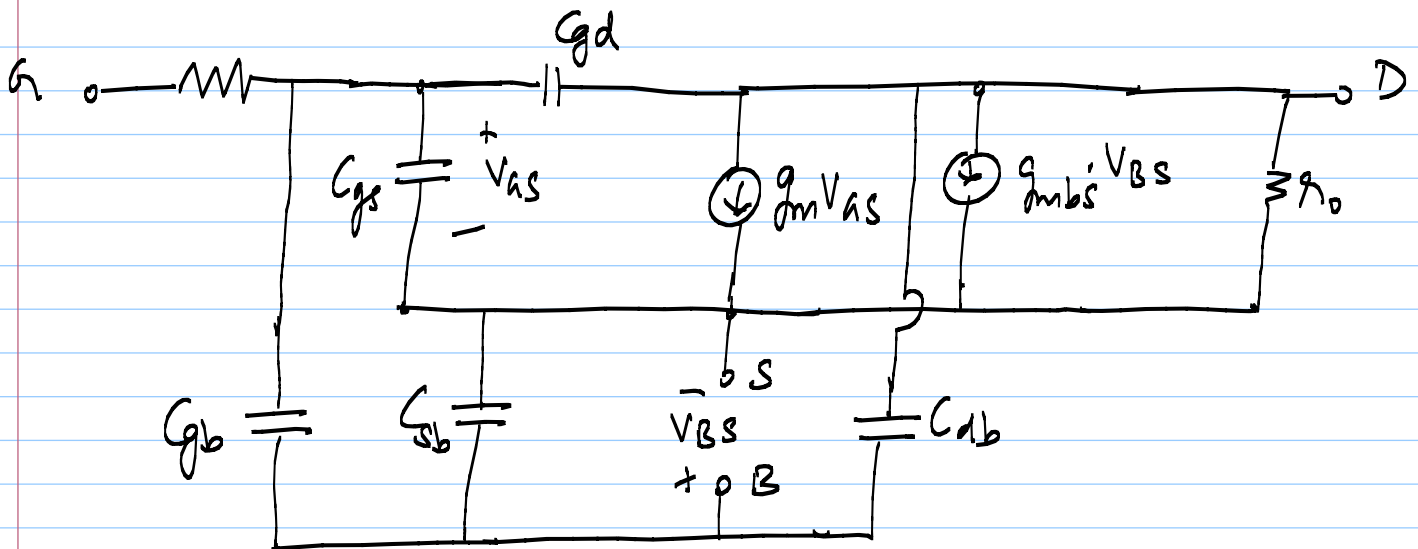 Cgd
G D
+
Cgs VGS gmVGS gmbs·VBS ro
-
S
-
Cgb Csb VBS Cdb
+ B